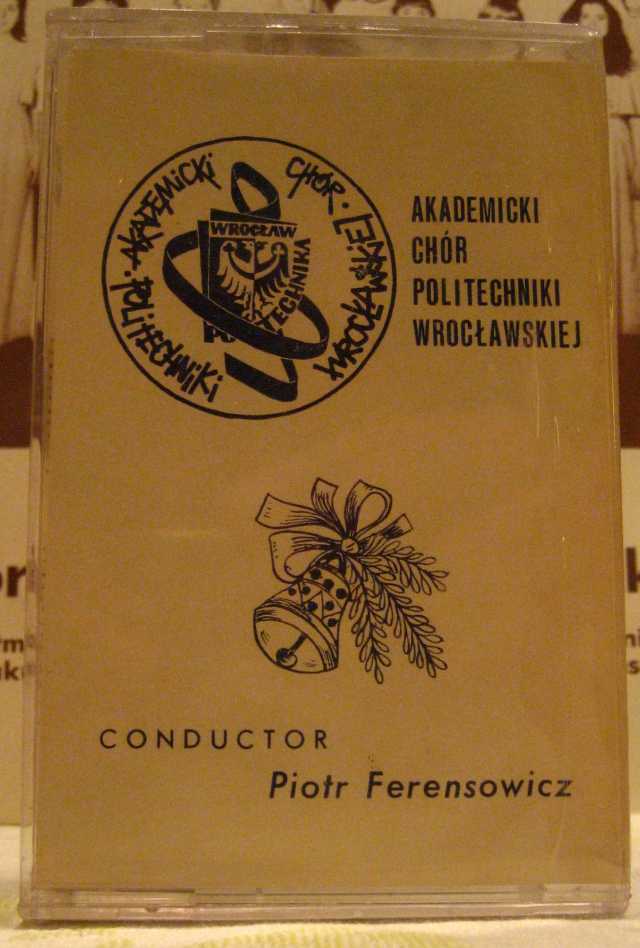 AKADEMICKI CHÓR · POLITECHNIKI WROCŁAWSKIEJ ·
WROCŁAW
POLITECHNIKA
AKADEMICKI
CHÓR
POLITECHNIKI
WROCŁAWSKIEJ
CONDUCTOR
Piotr Ferensowicz